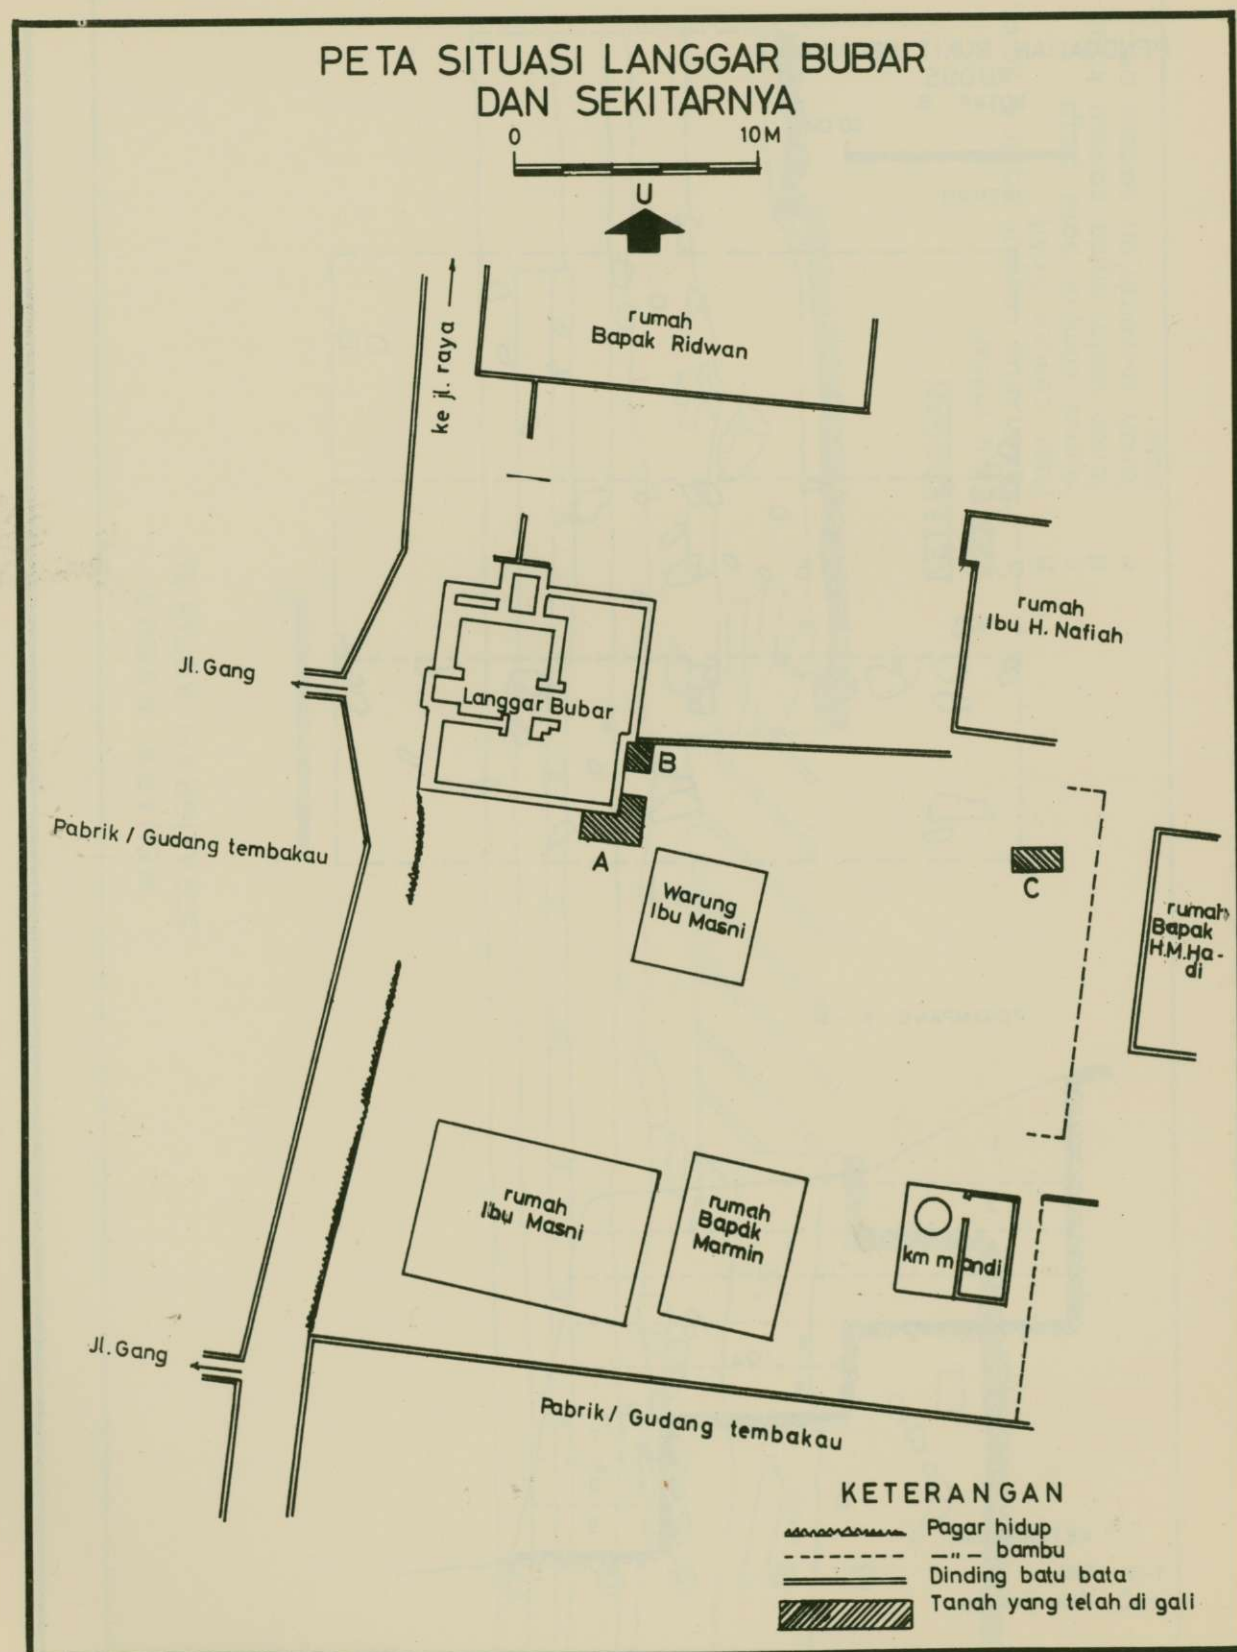 PETA SITUASI LANGGAR BUBAR
DAN SEKITARNYA
0 10M
U
ke jl. raya
rumah
Bapak Ridwan
rumah
Ibu H. Nafiah
Jl. Gang
Langgar Bubar
B
Pabrik / Gudang tembakau
A
C
Warung
Ibu Masni
rumah
Bapak
H.M.Ha-
di
rumah
Ibu Masni
rumah
Bapak
Marmin
km mandi
Jl. Gang
Pabrik / Gudang tembakau
KETERANGAN
Pagar hidup
—„— bambu
Dinding batu bata
Tanah yang telah di gali